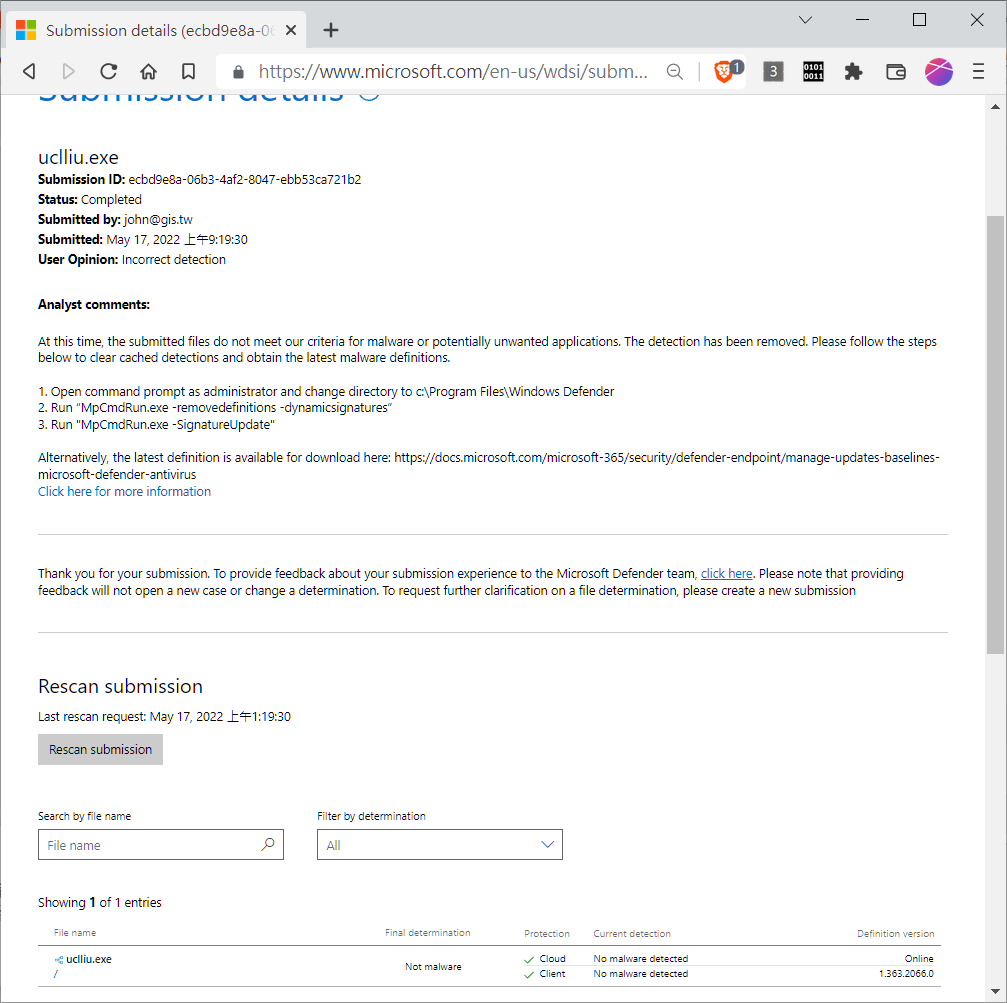 Submission details (ecbd9e8a-06
https://www.microsoft.com/en-us/wdsi/subm...
1
3
0101
0011
Submission details
uclliu.exe
Submission ID: ecbd9e8a-06b3-4af2-8047-ebb53ca721b2
Status: Completed
Submitted by: john@gis.tw
Submitted: May 17, 2022 上午9:19:30
User Opinion: Incorrect detection
Analyst comments:
At this time, the submitted files do not meet our criteria for malware or potentially unwanted applications. The detection has been removed. Please follow the steps
below to clear cached detections and obtain the latest malware definitions.
1. Open command prompt as administrator and change directory to c:\Program Files\Windows Defender
2. Run “MpCmdRun.exe -removedefinitions -dynamicsignatures”
3. Run "MpCmdRun.exe -SignatureUpdate"
Alternatively, the latest definition is available for download here: https://docs.microsoft.com/microsoft-365/security/defender-endpoint/manage-updates-baselines-
microsoft-defender-antivirus
Click here for more information
Thank you for your submission. To provide feedback about your submission experience to the Microsoft Defender team, click here. Please note that providing
feedback will not open a new case or change a determination. To request further clarification on a file determination, please create a new submission
Rescan submission
Last rescan request: May 17, 2022 上午1:19:30
Rescan submission
Search by file name
Filter by determination
File name
All
Showing 1 of 1 entries
File name Final determination Protection Current detection Definition version
uclliu.exe Cloud No malware detected Online
Not malware
/ Client No malware detected 1.363.2066.0